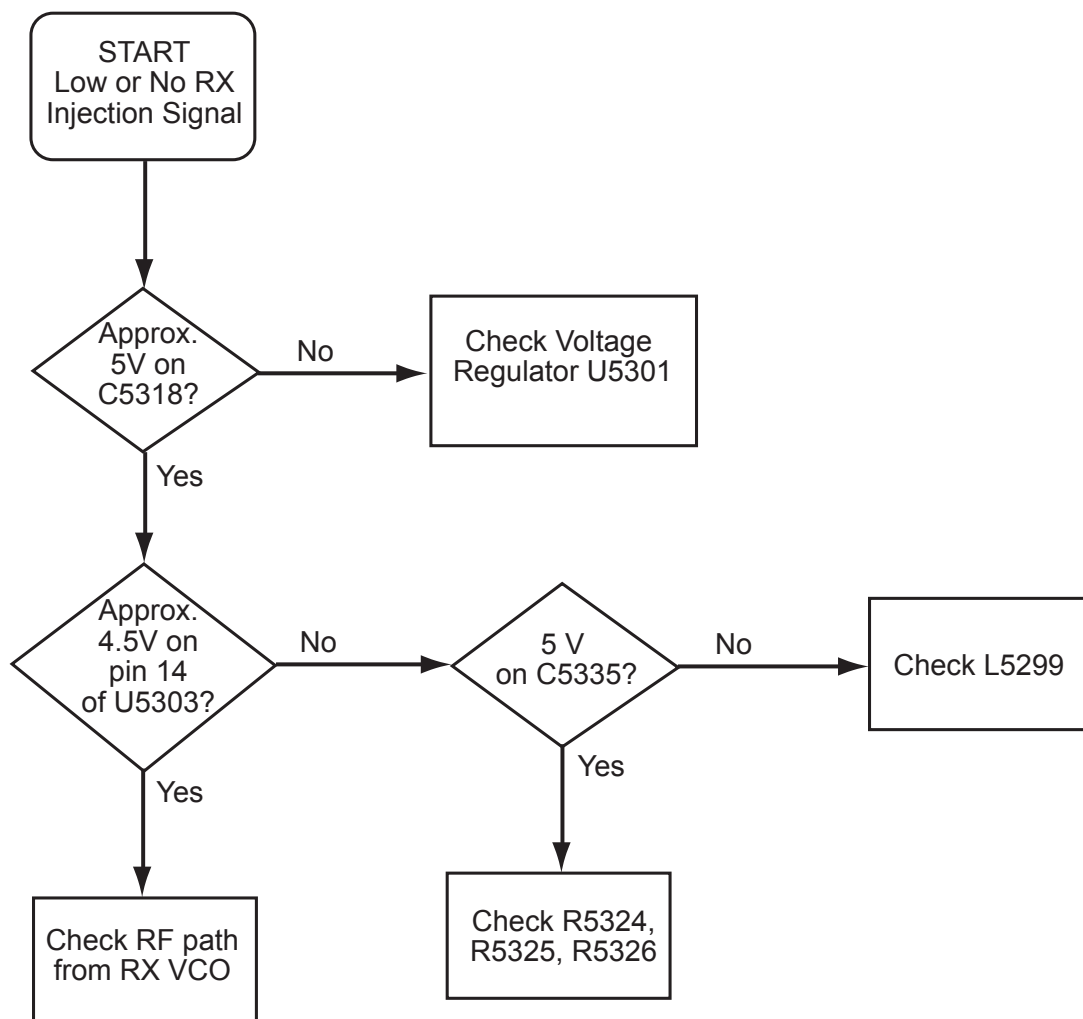 START
Low or No RX
Injection Signal
Approx.
5V on
C5318?
No
Check Voltage
Regulator U5301
Yes
Approx.
4.5V on
pin 14
of U5303?
No
5 V
on C5335?
No
Check L5299
Yes
Yes
Check RF path
from RX VCO
Check R5324,
R5325, R5326